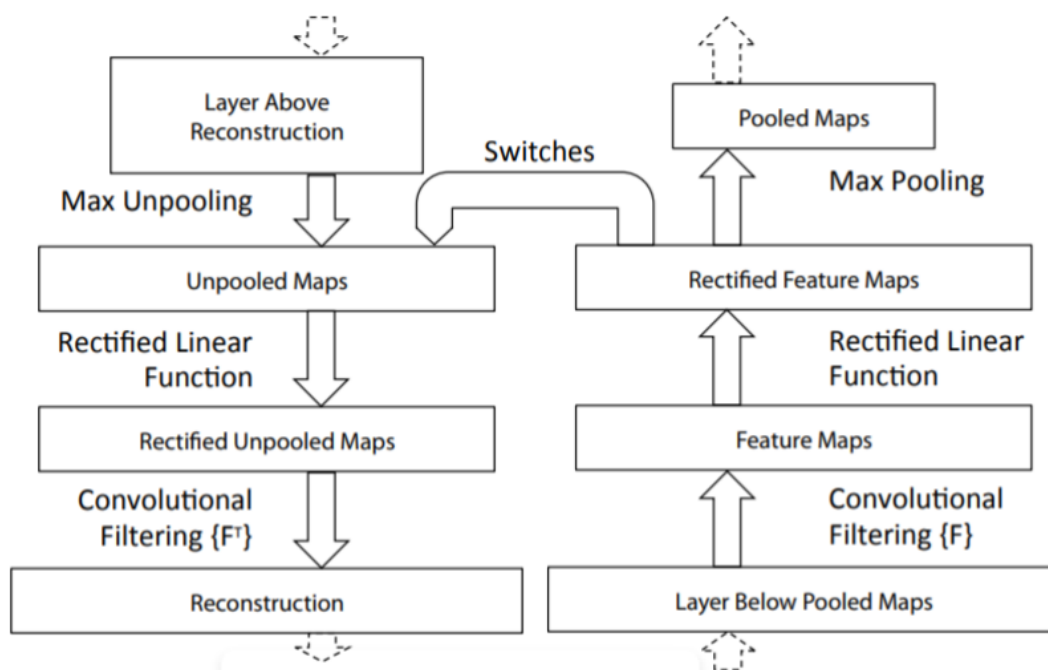 Layer Above
Reconstruction
Max Unpooling
Unpooled Maps
Rectified Linear
Function
Rectified Unpooled Maps
Convolutional
Filtering {Fᵀ}
Reconstruction
Switches
Pooled Maps
Max Pooling
Rectified Feature Maps
Rectified Linear
Function
Feature Maps
Convolutional
Filtering {F}
Layer Below Pooled Maps